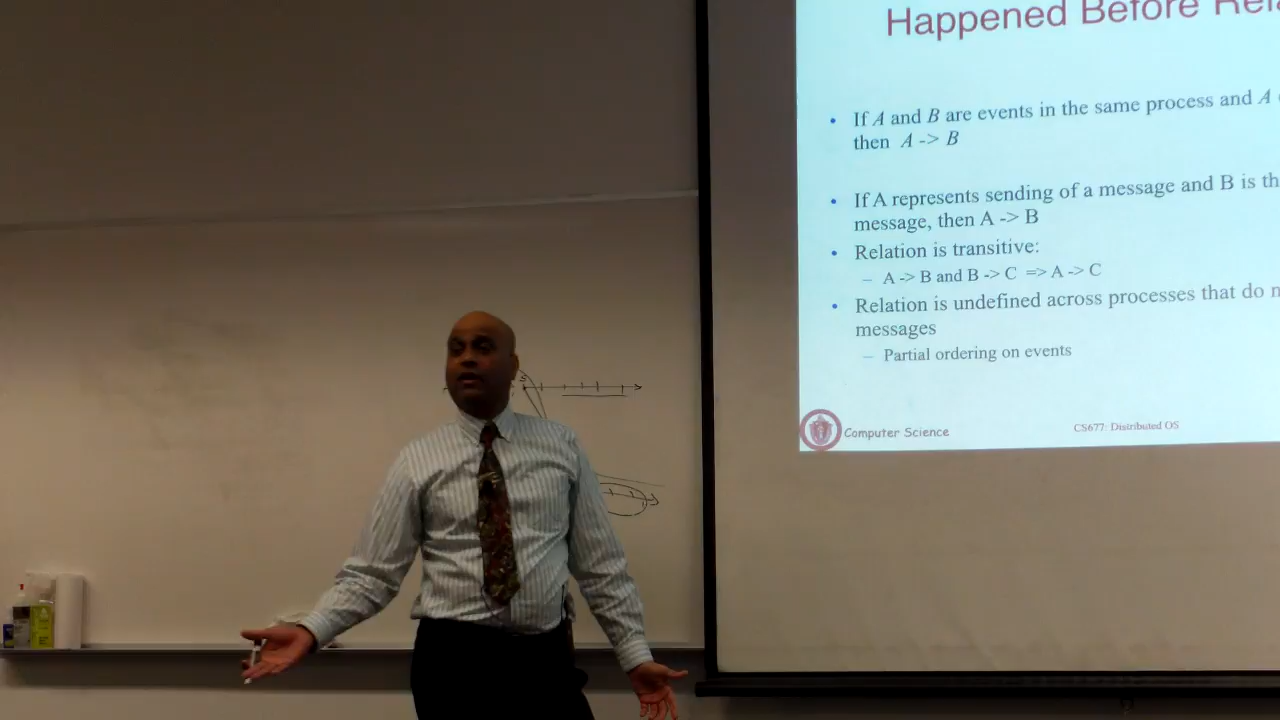 Happened Before
If A and B are events in the same process and A
then A -> B
If A represents sending of a message and B is
message, then A -> B
Relation is transitive:
– A -> B and B -> C => A -> C
Relation is undefined across processes that do
messages
– Partial ordering on events
Computer Science
CS677: Distributed OS